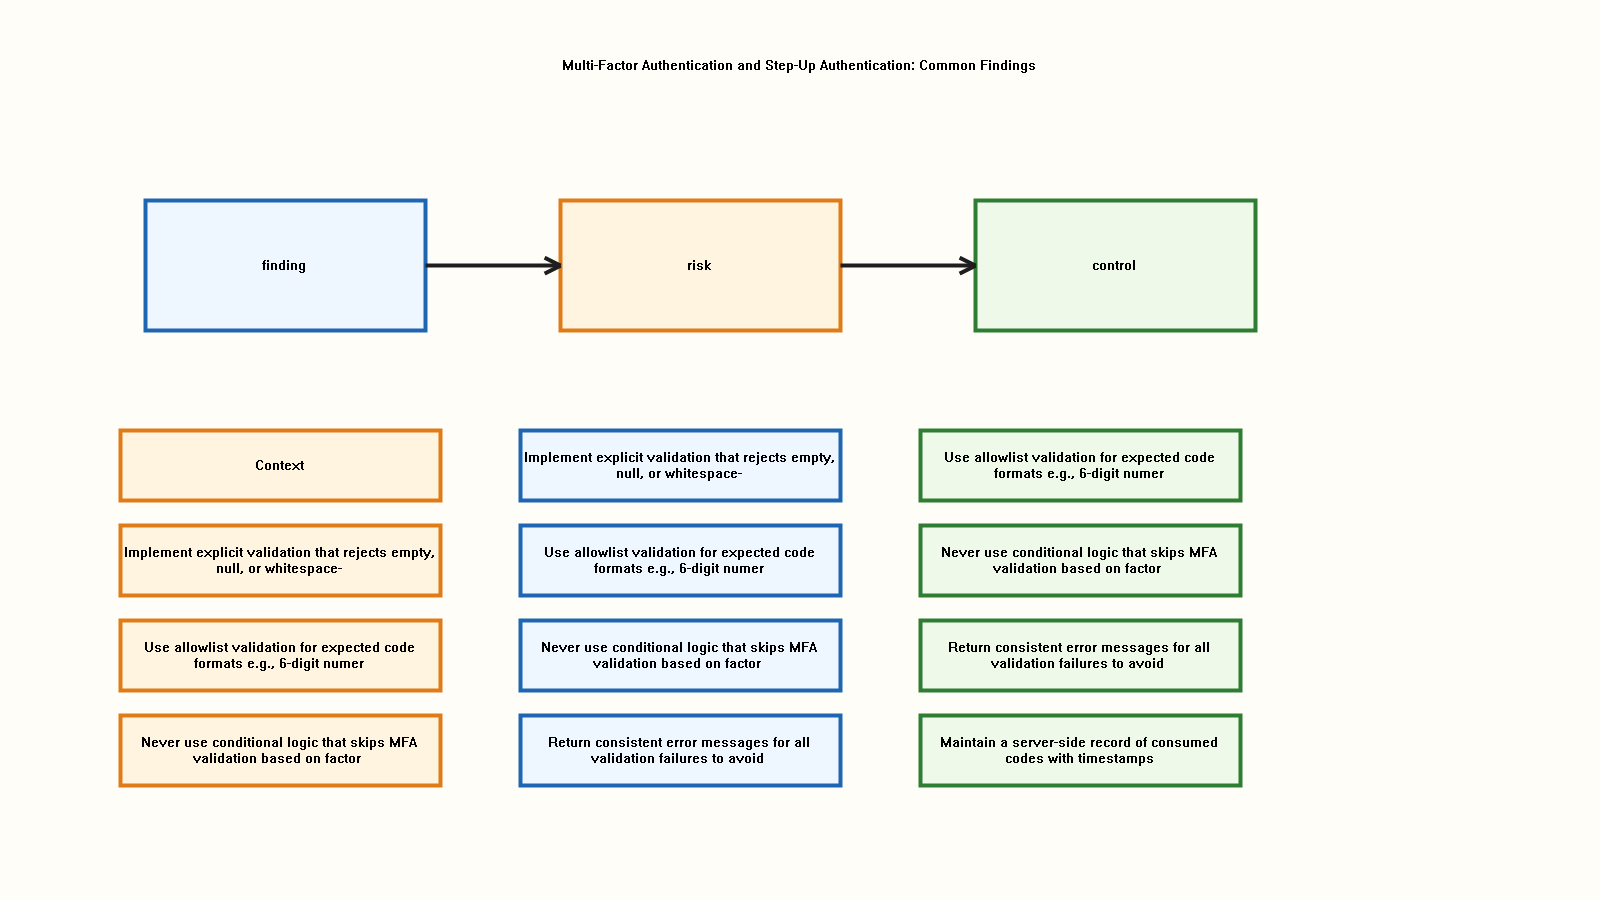 Multi-Factor Authentication and Step-Up Authentication: Common Findings
finding
risk
control
Context
Implement explicit validation that rejects empty,
null, or whitespace-
Use allowlist validation for expected code
formats e.g., 6-digit numer
Implement explicit validation that rejects empty,
null, or whitespace-
Use allowlist validation for expected code
formats e.g., 6-digit numer
Never use conditional logic that skips MFA
validation based on factor
Use allowlist validation for expected code
formats e.g., 6-digit numer
Never use conditional logic that skips MFA
validation based on factor
Return consistent error messages for all
validation failures to avoid
Never use conditional logic that skips MFA
validation based on factor
Return consistent error messages for all
validation failures to avoid
Maintain a server-side record of consumed
codes with timestamps